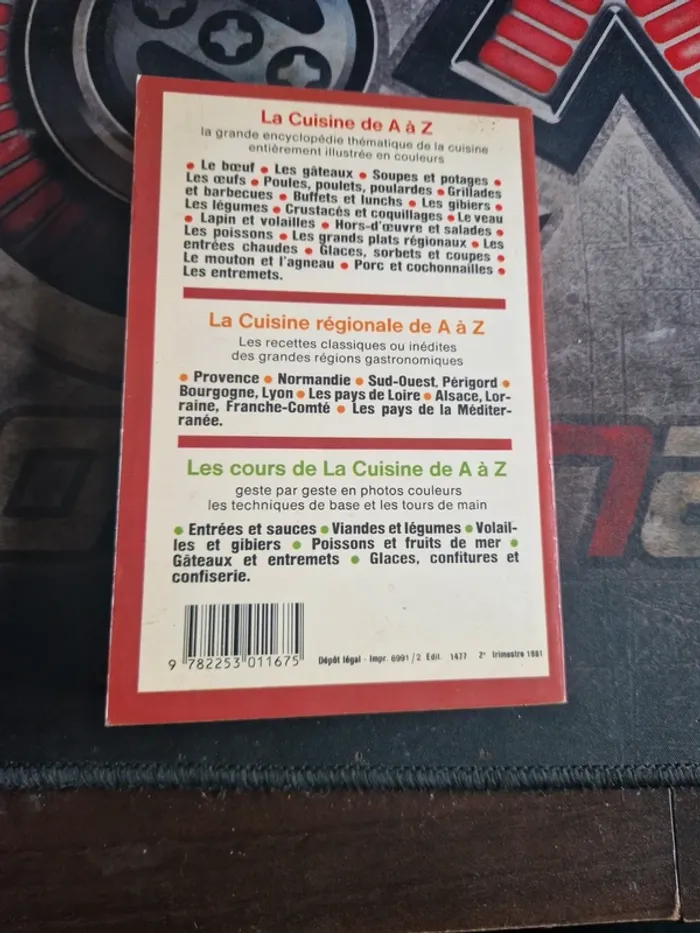 La Cuisine de A à Z
la grande encyclopédie thématique de la cuisine
entièrement illustrée en couleurs
• Le bœuf • Les gâteaux • Soupes et potages •
Les œufs • Poules, poulets, poulardes • Grillades
et barbecues • Buffets et lunchs • Les gibiers •
Les légumes • Crustacés et coquillages • Le veau
• Lapin et volailles • Hors-d'œuvre et salades •
Les poissons • Les grands plats régionaux • Les
entrées chaudes • Glaces, sorbets et coupes •
Le mouton et l'agneau • Porc et cochonnailles •
Les entremets.
La Cuisine régionale de A à Z
Les recettes classiques ou inédites
des grandes régions gastronomiques
• Provence • Normandie • Sud-Ouest, Périgord •
Bourgogne, Lyon • Les pays de Loire • Alsace, Lor-
raine, Franche-Comté • Les pays de la Méditer-
ranée.
Les cours de La Cuisine de A à Z
geste par geste en photos couleurs
les techniques de base et les tours de main
• Entrées et sauces • Viandes et légumes • Volail-
les et gibiers • Poissons et fruits de mer •
Gâteaux et entremets • Glaces, confitures et
confiserie.
9 782253 011675
Dépôt légal - Impr. 6991/2 Edit. 1477 2e trimestre 1981